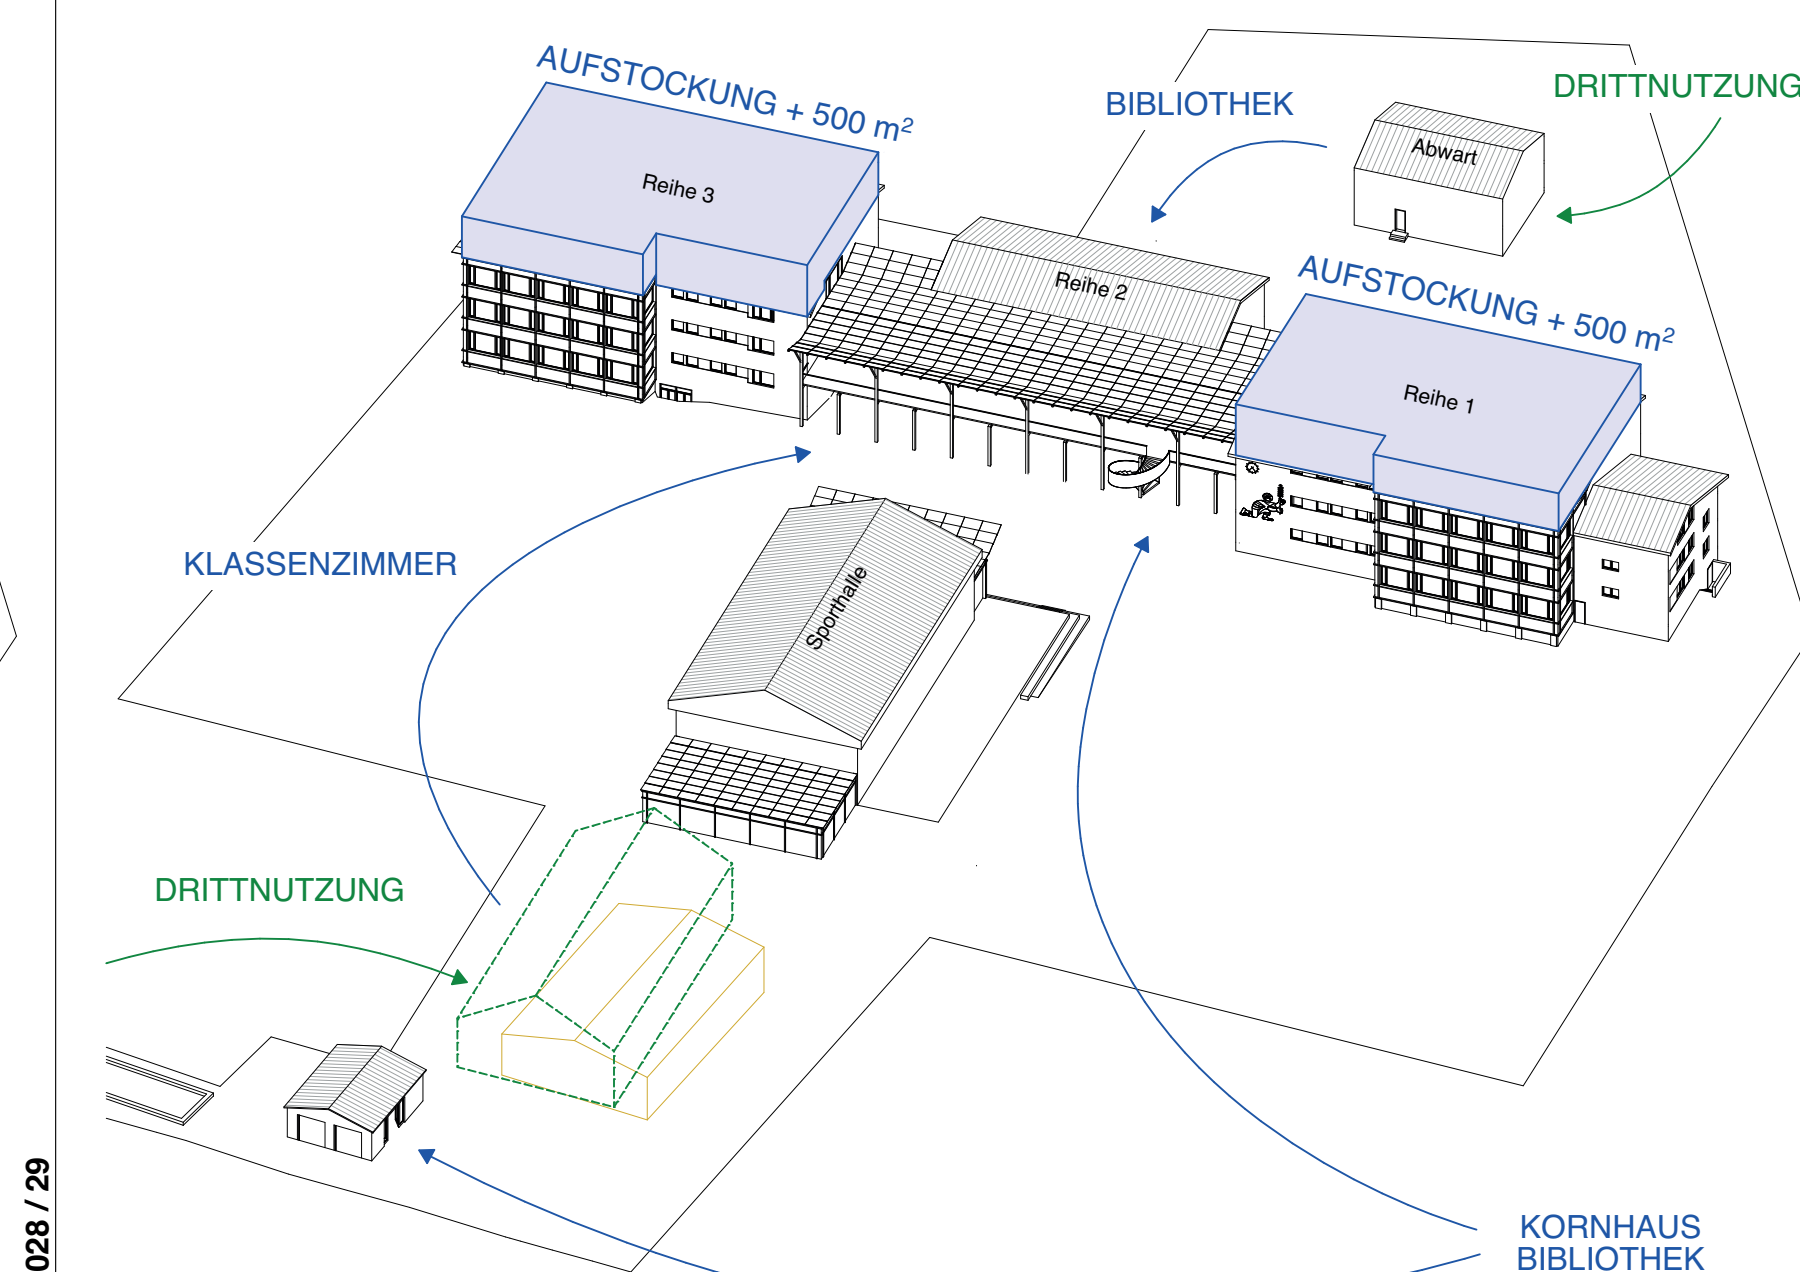 AUFSTOCKUNG + 500 m²
BIBLIOTHEK
DRITTNUTZUNG
Abwart
Reihe 3
Reihe 2
AUFSTOCKUNG + 500 m²
Reihe 1
KLASSENZIMMER
Sporthalle
DRITTNUTZUNG
KORNHAUS
BIBLIOTHEK
028 / 29